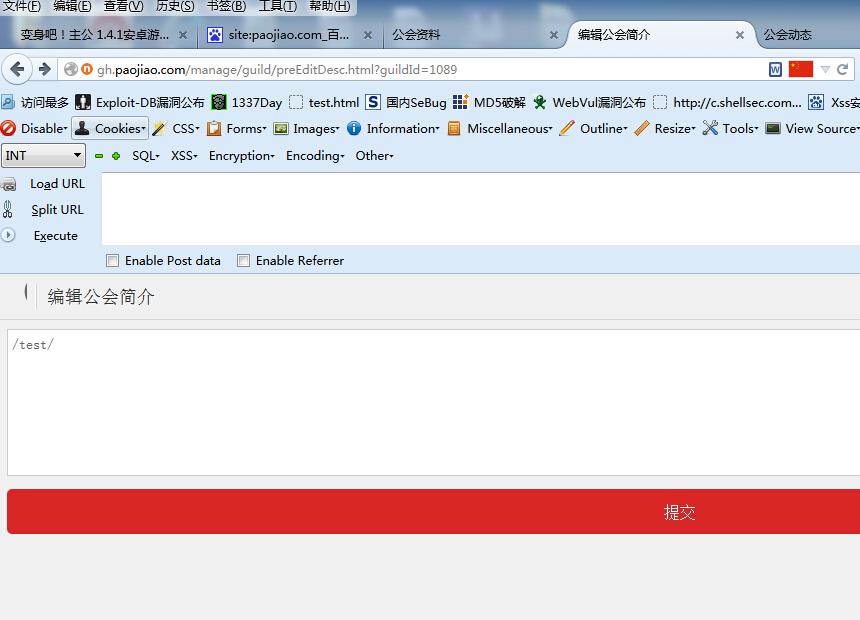 文件(F) 编辑(E) 查看(V) 历史(S) 书签(B) 工具(T) 帮助(H)
变身吧！主公 1.4.1安卓游... × site:paojiao.com_百... × 公会资料 × 编辑公会简介 × 公会动态
gh.paojiao.com/manage/guild/preEditDesc.html?guildId=1089
访问最多 Exploit-DB漏洞公布 1337Day test.html S 国内SeBug MD5破解 WebVul漏洞公布 http://c.shellsec.com... Xss安
Disable Cookies CSS Forms Images Information Miscellaneous Outline Resize Tools View Source
INT SQL XSS Encryption Encoding Other
Load URL
Split URL
Execute
Enable Post data Enable Referrer
编辑公会简介
/test/
提交